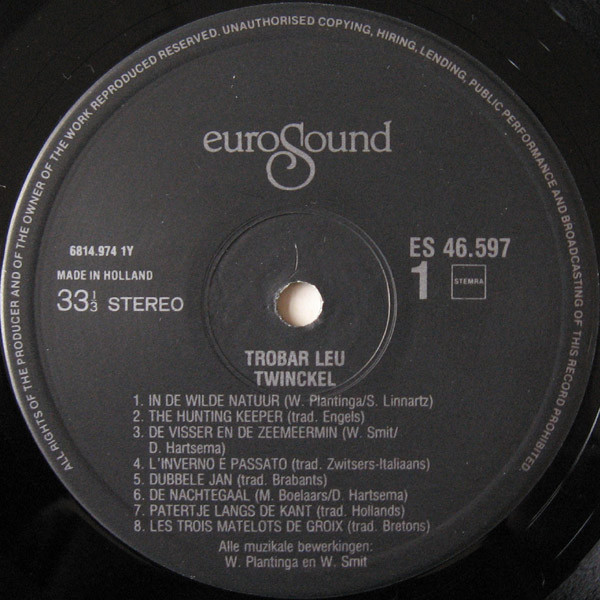 ALL RIGHTS OF THE PRODUCER AND OF THE OWNER OF THE WORK REPRODUCED RESERVED. UNAUTHORISED COPYING, HIRING, LENDING, PUBLIC PERFORMANCE AND BROADCASTING OF THIS RECORD PROHIBITED
euroSound
6814.974 1Y
MADE IN HOLLAND
33⅓ STEREO
ES 46.597
1 STEMRA
TROBAR LEU
TWINCKEL
1. IN DE WILDE NATUUR (W. Plantinga/S. Linnartz)
2. THE HUNTING KEEPER (trad. Engels)
3. DE VISSER EN DE ZEEMEERMIN (W. Smit/
D. Hartsema)
4. L'INVERNO E PASSATO (trad. Zwitsers-Italiaans)
5. DUBBELE JAN (trad. Brabants)
6. DE NACHTEGAAL (M. Boelaars/D. Hartsema)
7. PATERTJE LANGS DE KANT (trad. Hollands)
8. LES TROIS MATELOTS DE GROIX (trad. Bretons)
Alle muzikale bewerkingen:
W. Plantinga en W. Smit